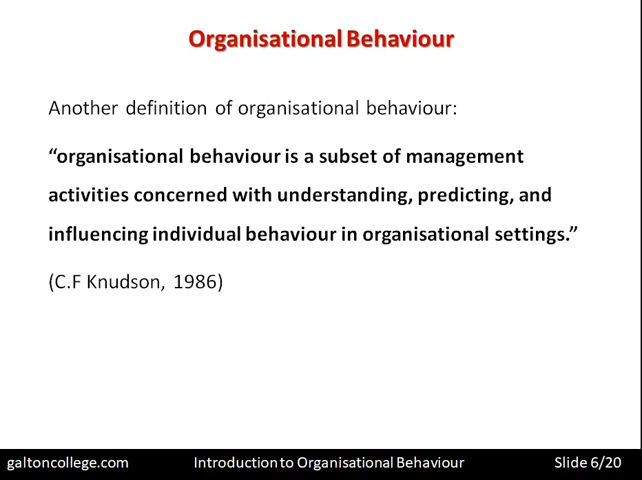 Organisational Behaviour
Another definition of organisational behaviour:
“organisational behaviour is a subset of management
activities concerned with understanding, predicting, and
influencing individual behaviour in organisational settings.”
(C.F Knudson, 1986)
galtoncollege.com Introduction to Organisational Behaviour Slide 6/20